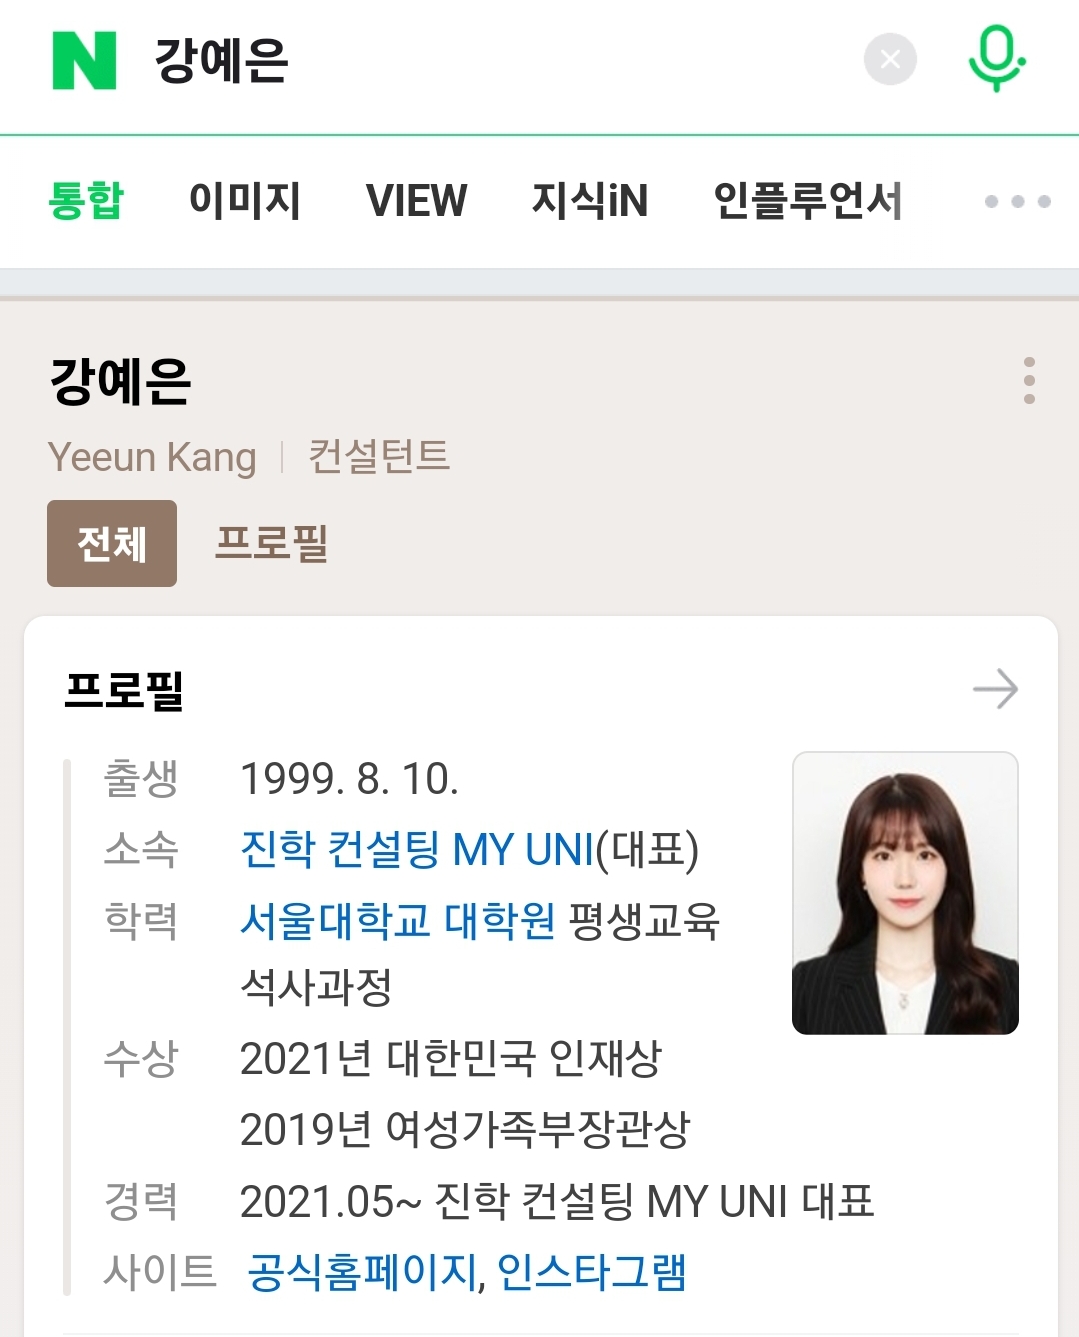 N 강예은
통합 이미지 VIEW 지식iN 인플루언서
강예은
Yeeun Kang 컨설턴트
전체 프로필
프로필
출생 1999. 8. 10.
소속 진학 컨설팅 MY UNI(대표)
학력 서울대학교 대학원 평생교육
석사과정
수상 2021년 대한민국 인재상
2019년 여성가족부장관상
경력 2021.05~ 진학 컨설팅 MY UNI 대표
사이트 공식홈페이지, 인스타그램